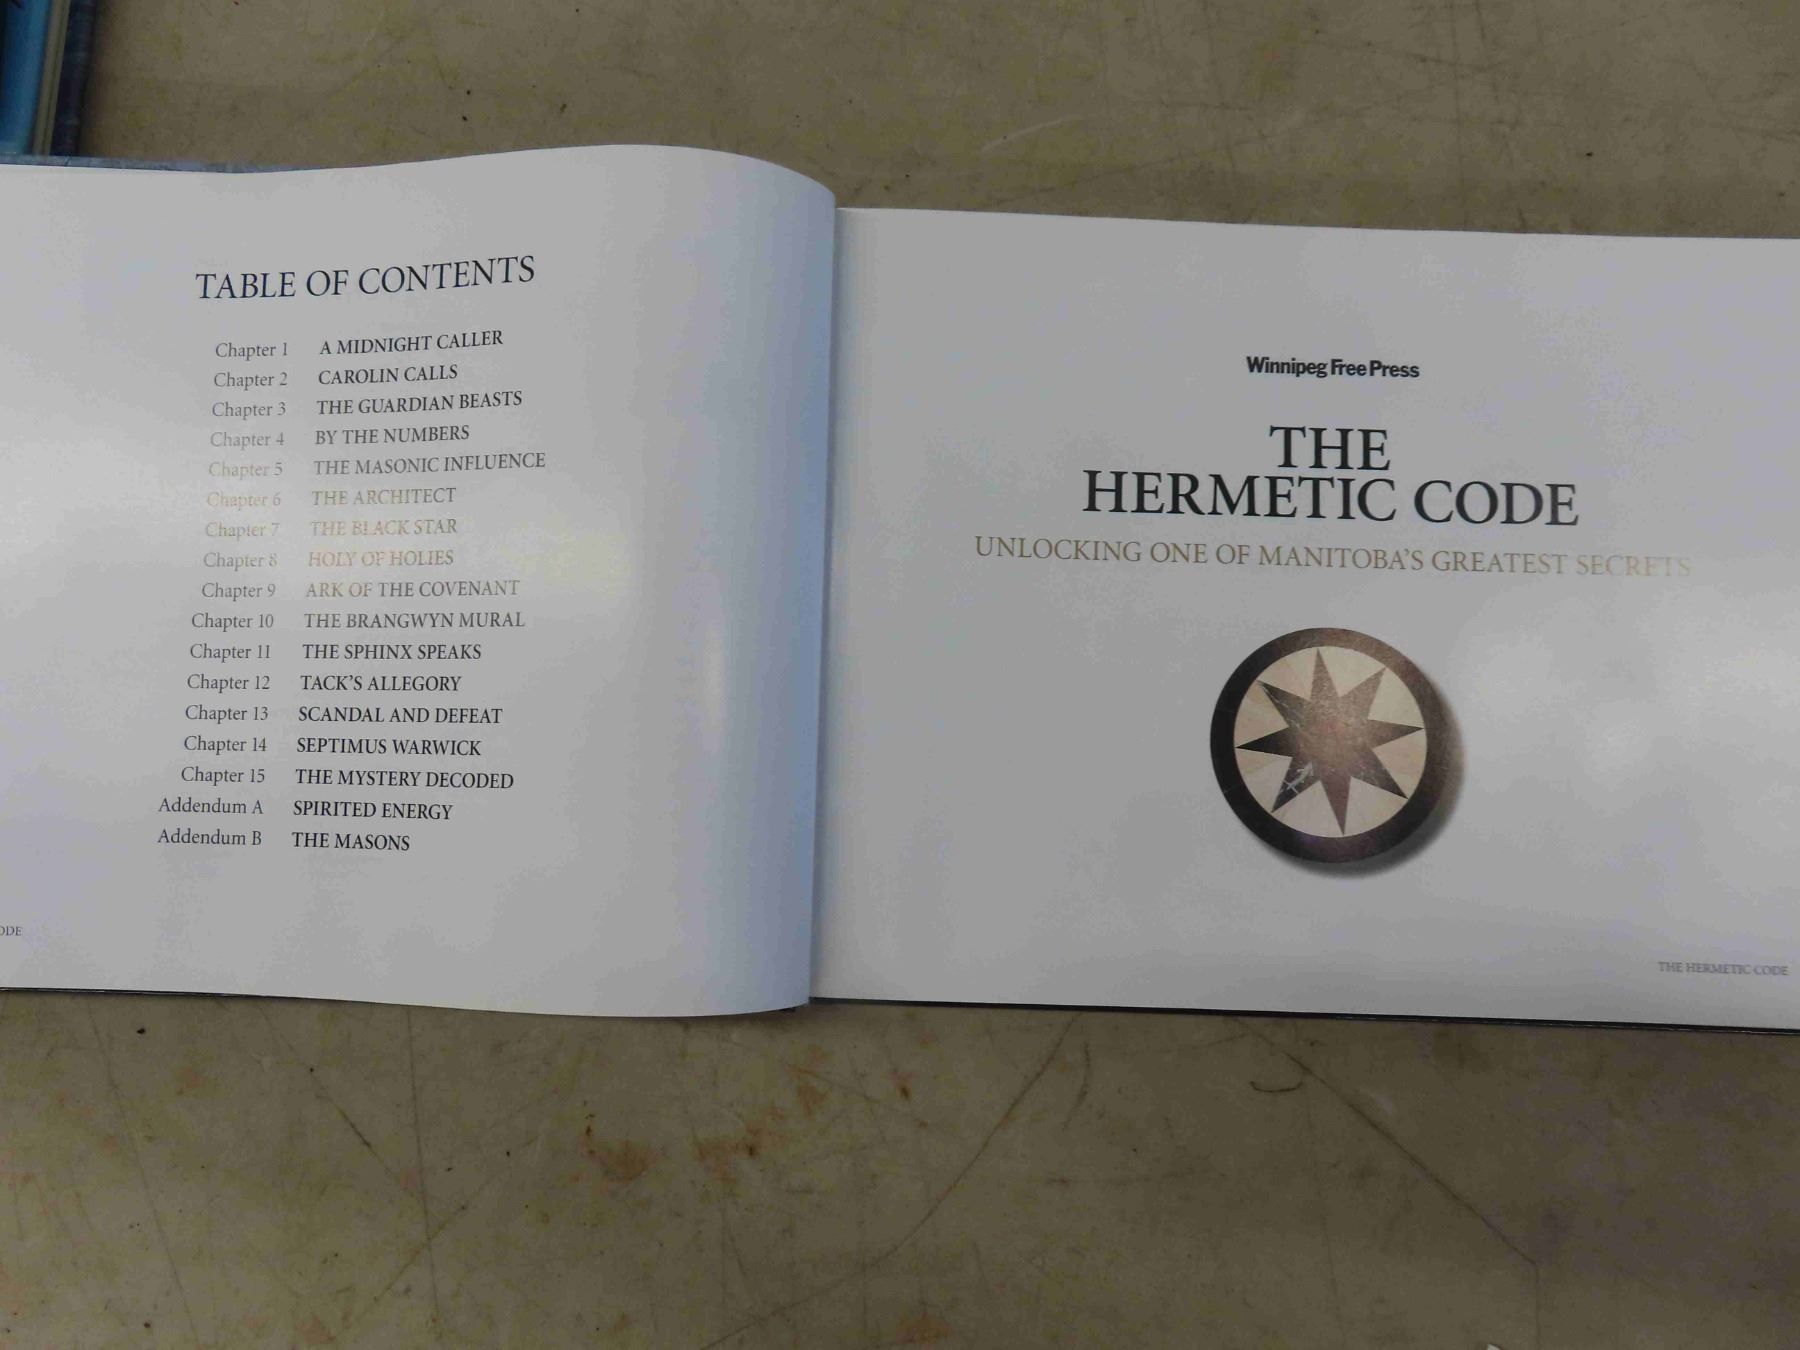 TABLE OF CONTENTS
Chapter 1 A MIDNIGHT CALLER
Chapter 2 CAROLIN CALLS
Chapter 3 THE GUARDIAN BEASTS
Chapter 4 BY THE NUMBERS
Chapter 5 THE MASONIC INFLUENCE
Chapter 6 THE ARCHITECT
Chapter 7 THE BLACK STAR
Chapter 8 HOLY OF HOLIES
Chapter 9 ARK OF THE COVENANT
Chapter 10 THE BRANGWYN MURAL
Chapter 11 THE SPHINX SPEAKS
Chapter 12 TACK'S ALLEGORY
Chapter 13 SCANDAL AND DEFEAT
Chapter 14 SEPTIMUS WARWICK
Chapter 15 THE MYSTERY DECODED
Addendum A SPIRITED ENERGY
Addendum B THE MASONS
ODE
Winnipeg Free Press
THE
HERMETIC CODE
UNLOCKING ONE OF MANITOBA'S GREATEST SECRETS
THE HERMETIC CODE